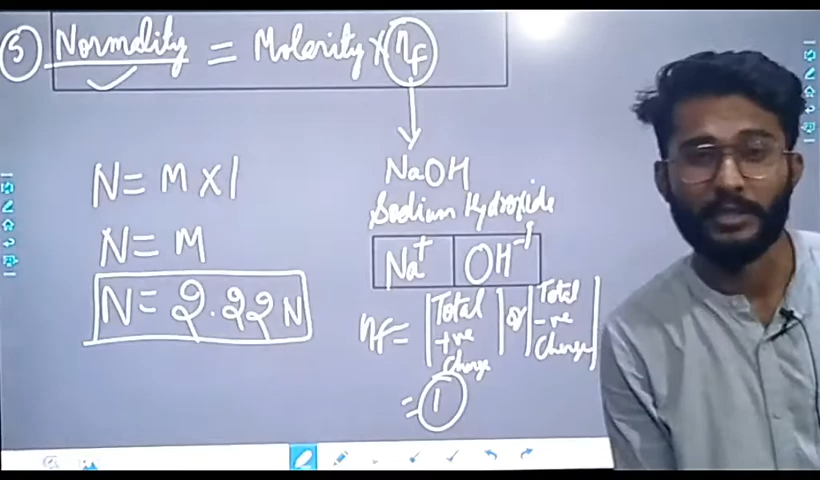 5 Normality = Molarity × nf
NaOH
Sodium Hydroxide
Na+ OH-1
nf = |Total +ve Charge| or |Total -ve Charge|
= 1
N = M × 1
N = M
N = 2.22 N